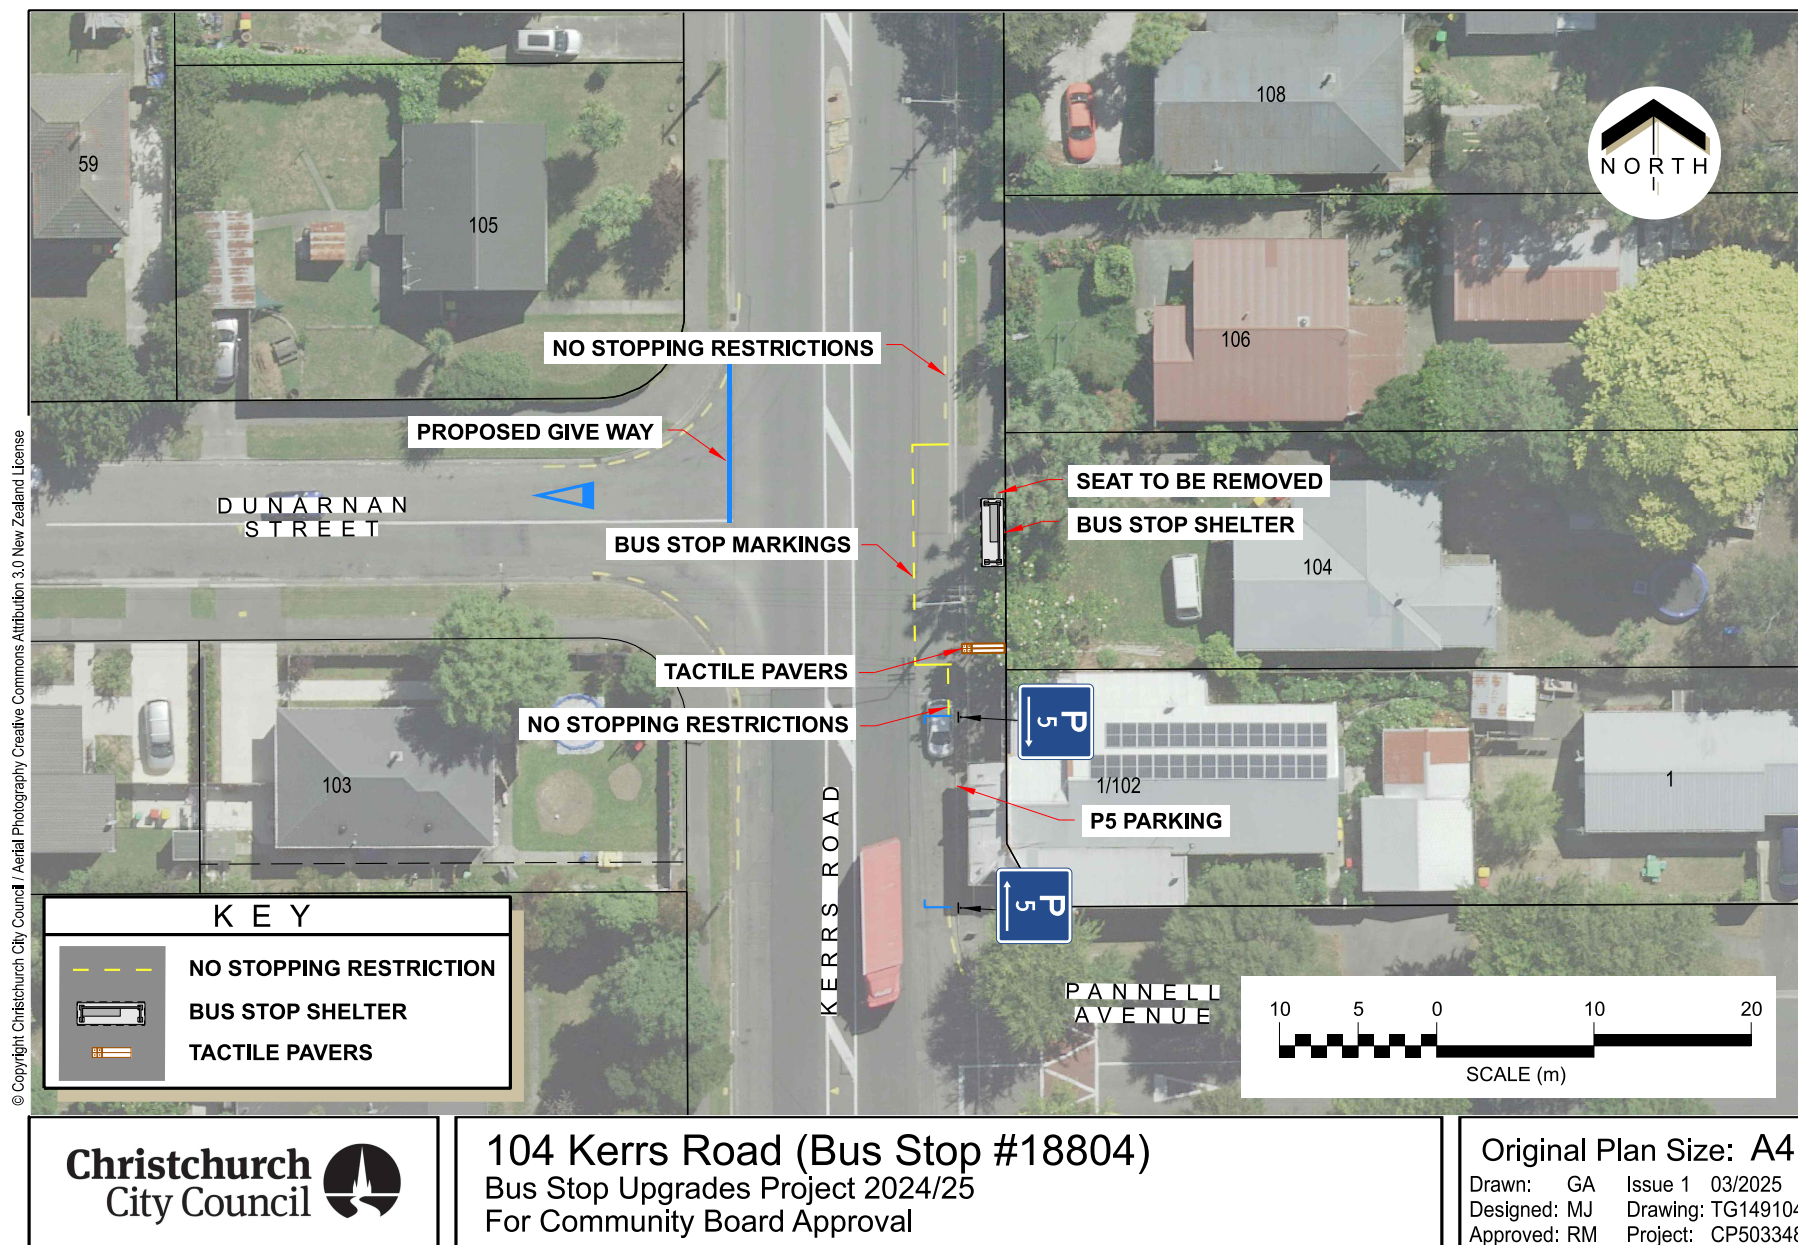 59
105
108
NORTH
106
NO STOPPING RESTRICTIONS
PROPOSED GIVE WAY
SEAT TO BE REMOVED
BUS STOP SHELTER
DUNARNAN
STREET
BUS STOP MARKINGS
104
TACTILE PAVERS
NO STOPPING RESTRICTIONS
P
5
103
1/102
1
P5 PARKING
KERRS ROAD
P
5
PANNELL
AVENUE
KEY
NO STOPPING RESTRICTION
BUS STOP SHELTER
TACTILE PAVERS
10 5 0 10 20
SCALE (m)
© Copyright Christchurch City Council / Aerial Photography Creative Commons Attribution 3.0 New Zealand License
Christchurch
City Council
104 Kerrs Road (Bus Stop #18804)
Bus Stop Upgrades Project 2024/25
For Community Board Approval
Original Plan Size: A4
Drawn: GA Issue 1 03/2025
Designed: MJ Drawing: TG149104
Approved: RM Project: CP503348